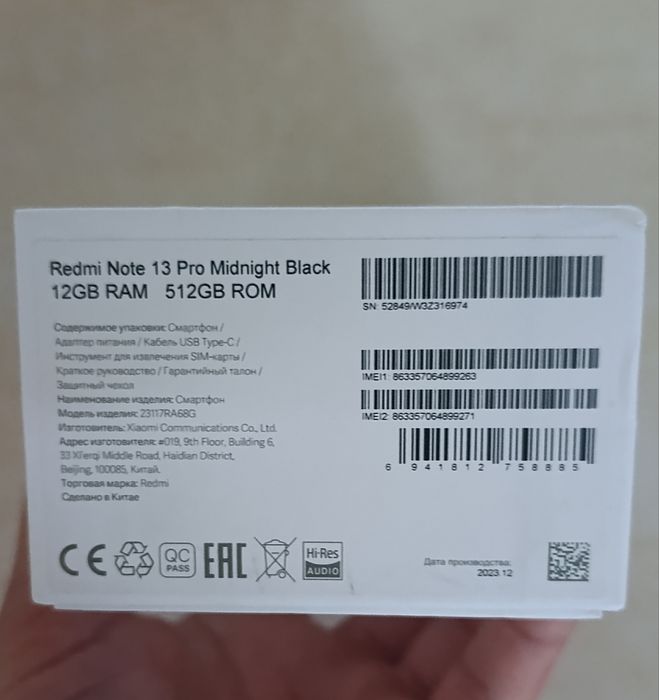 Redmi Note 13 Pro Midnight Black
12GB RAM 512GB ROM
SN: 52849/W3Z316974
Содержимое упаковки: Смартфон /
Адаптер питания / Кабель USB Type-C /
Инструмент для извлечения SIM-карты /
Краткое руководство / Гарантийный талон /
Защитный чехол
Наименование изделия: Смартфон
Модель изделия: 23117RA68G
Изготовитель: Xiaomi Communications Co., Ltd.
Адрес изготовителя: #019, 9th Floor, Building 6,
33 Xi'erqi Middle Road, Haidian District,
Beijing, 100085, Китай.
Торговая марка: Redmi
Сделано в Китае
IMEI1: 863357064899263
IMEI2: 863357064899271
6 941812 758885
CE
QC
PASS
EAC
Hi-Res
AUDIO
Дата производства:
2023.12